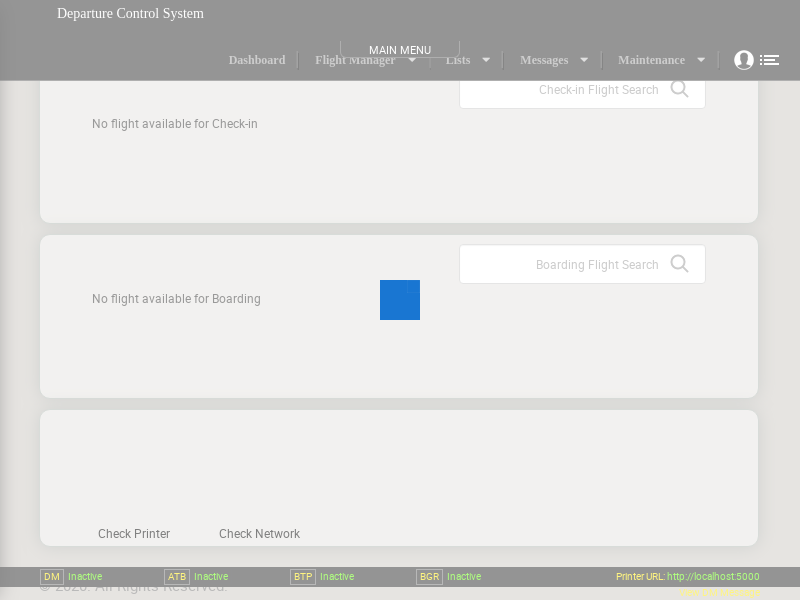 Departure Control System
MAIN MENU
Dashboard Flight Manager Lists Messages Maintenance
Check-in Flight Search
No flight available for Check-in
Boarding Flight Search
No flight available for Boarding
Check Printer Check Network
DM Inactive ATB Inactive BTP Inactive BGR Inactive Printer URL: http://localhost:5000
© 2020. All Rights Reserved.